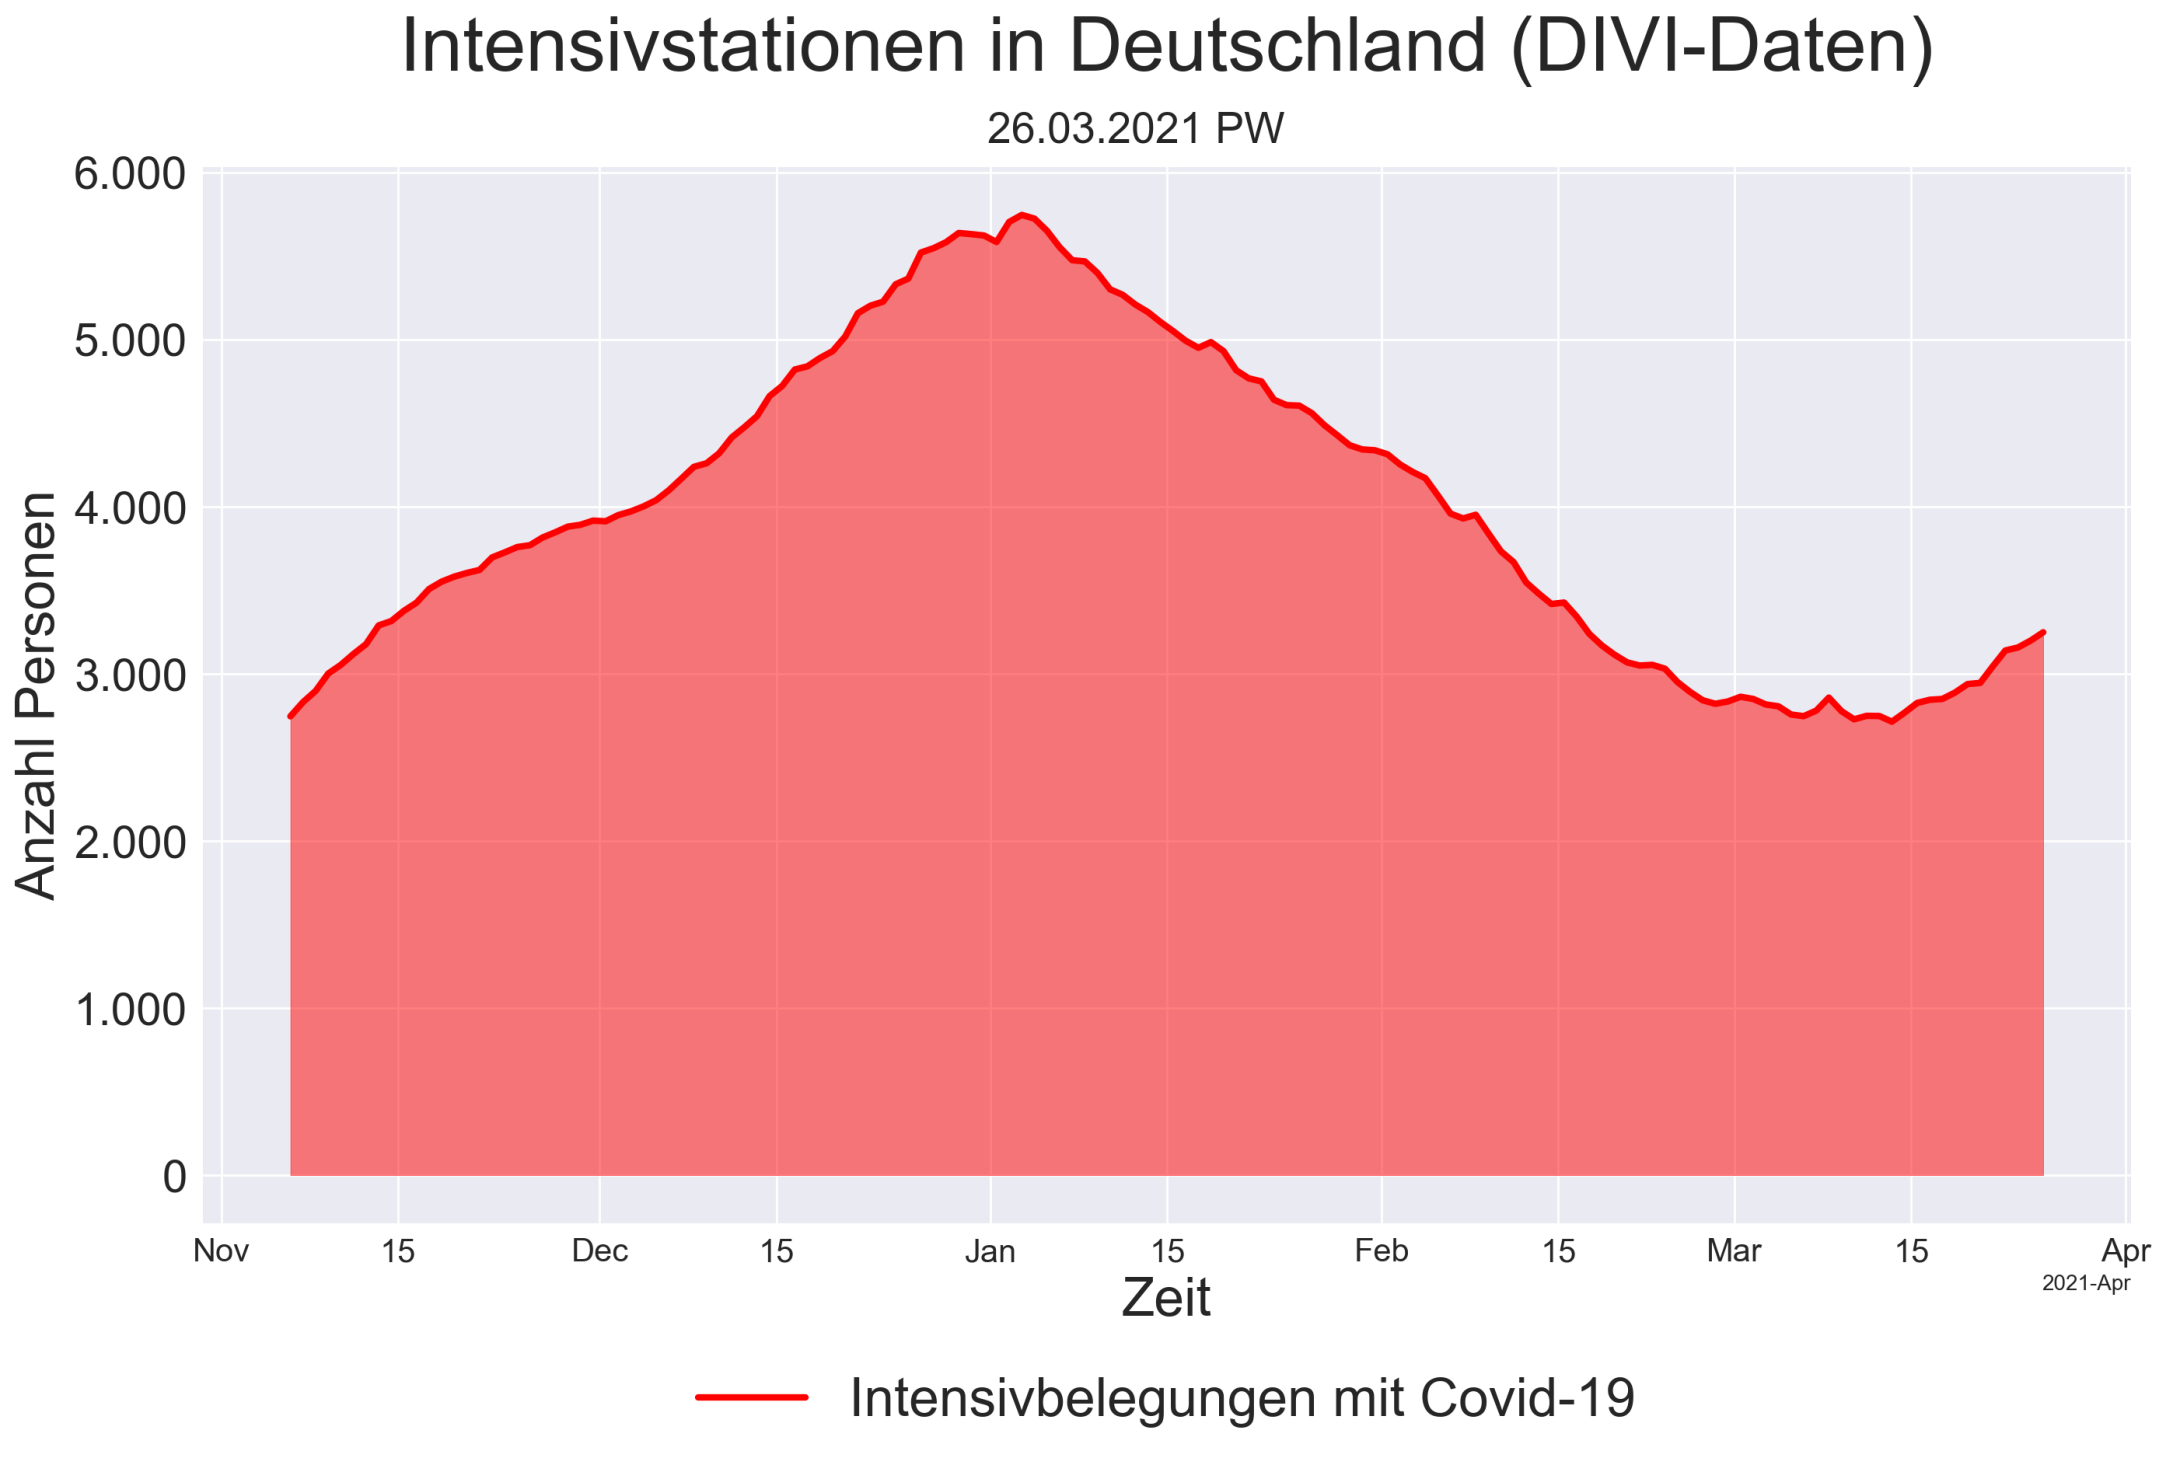 Intensivstationen in Deutschland (DIVI-Daten)
26.03.2021 PW
6.000
5.000
4.000
3.000
2.000
1.000
0
Anzahl Personen
Nov 15 Dec 15 Jan 15 Feb 15 Mar 15 Apr
2021-Apr
Zeit
Intensivbelegungen mit Covid-19